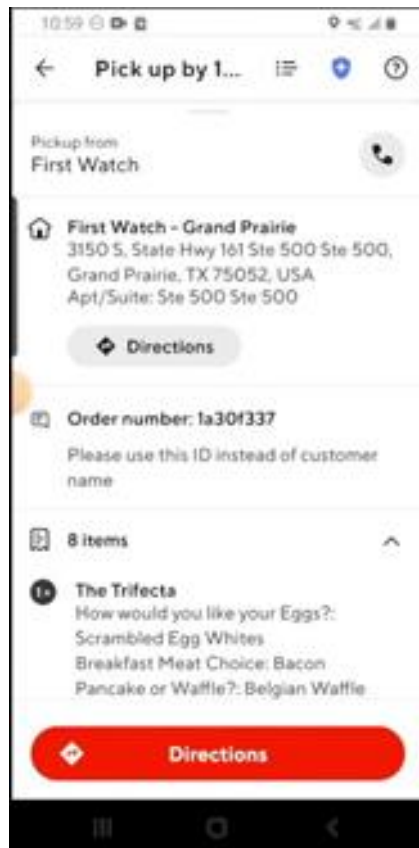 10:59
Pick up by 1...
Pickup from
First Watch
First Watch - Grand Prairie
3150 S, State Hwy 161 Ste 500 Ste 500,
Grand Prairie, TX 75052, USA
Apt/Suite: Ste 500 Ste 500
Directions
Order number: 1a30f337
Please use this ID instead of customer
name
8 items
1x
The Trifecta
How would you like your Eggs?:
Scrambled Egg Whites
Breakfast Meat Choice: Bacon
Pancake or Waffle?: Belgian Waffle
Directions